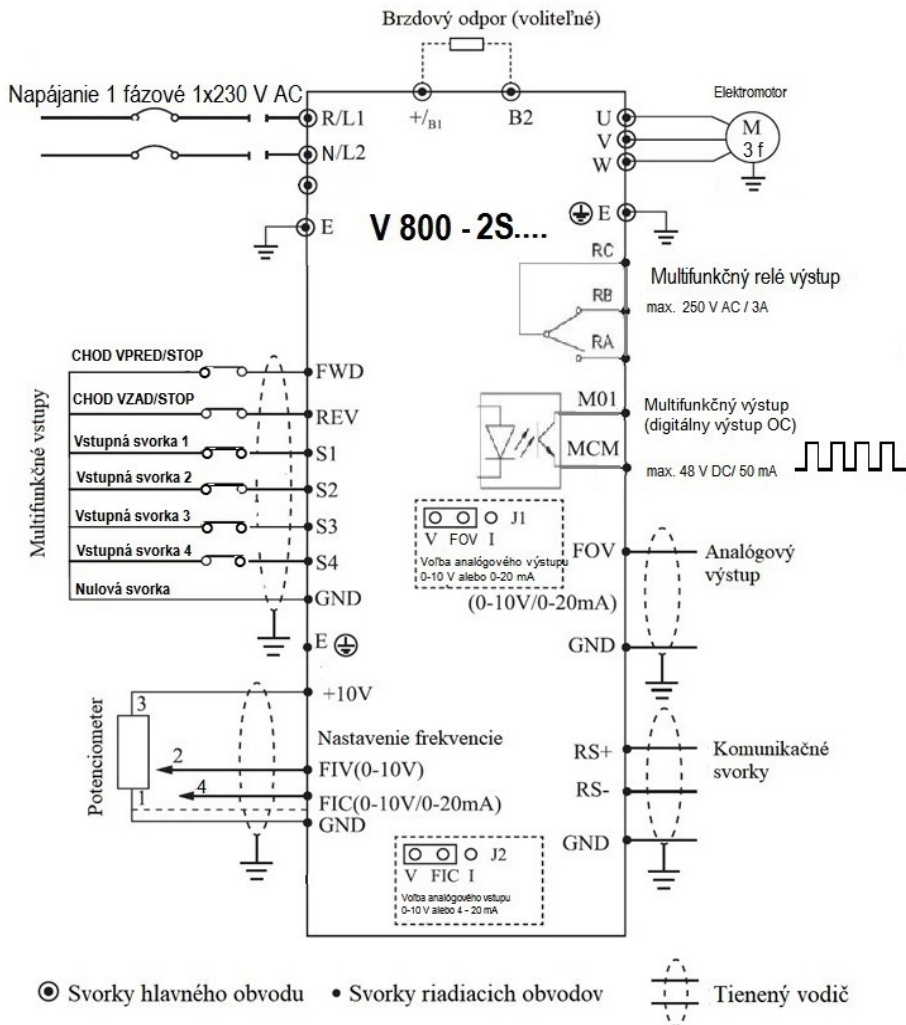 Brzdový odpor (voliteľné)
Napájanie 1 fázové 1x230 V AC
Elektromotor
R/L1
+/B1
B2
U
V
W
M
3 f
N/L2
E
V 800 - 2S....
E
RC
RB
RA
Multifunkčný relé výstup
max. 250 V AC / 3A
Multifunkčné vstupy
CHOD VPRED/STOP
FWD
CHOD VZAD/STOP
REV
Vstupná svorka 1
S1
Vstupná svorka 2
S2
Vstupná svorka 3
S3
Vstupná svorka 4
S4
Nulová svorka
GND
E
M01
MCM
Multifunkčný výstup
(digitálny výstup OC)
max. 48 V DC/ 50 mA
J1
V FOV I
Voľba analógového výstupu
0-10 V alebo 0-20 mA
FOV
(0-10V/0-20mA)
Analógový
výstup
GND
Potenciometer
3
2
4
1
+10V
Nastavenie frekvencie
FIV(0-10V)
FIC(0-10V/0-20mA)
GND
RS+
RS-
GND
Komunikačné
svorky
J2
V FIC I
Voľba analógového vstupu
0-10 V alebo 4 - 20 mA
Svorky hlavného obvodu
Svorky riadiacich obvodov
Tienený vodič